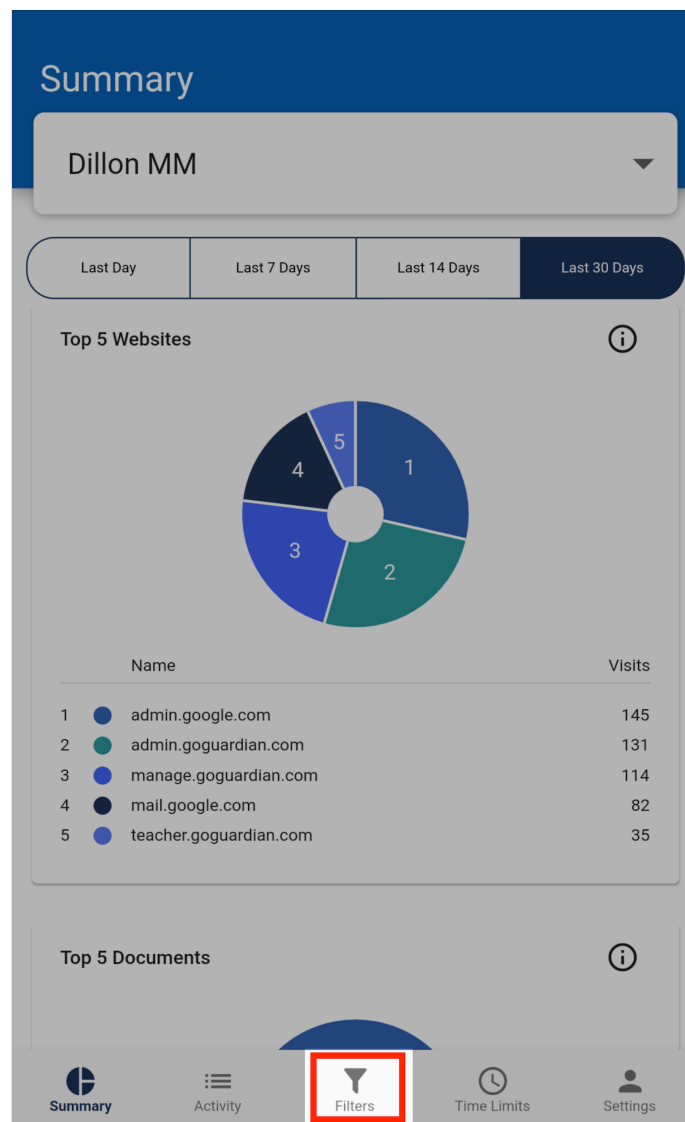 Summary
Dillon MM
Last Day Last 7 Days Last 14 Days Last 30 Days
Top 5 Websites
5
4 1
3
2
Name Visits
1 admin.google.com 145
2 admin.goguardian.com 131
3 manage.goguardian.com 114
4 mail.google.com 82
5 teacher.goguardian.com 35
Top 5 Documents
Summary Activity Filters Time Limits Settings